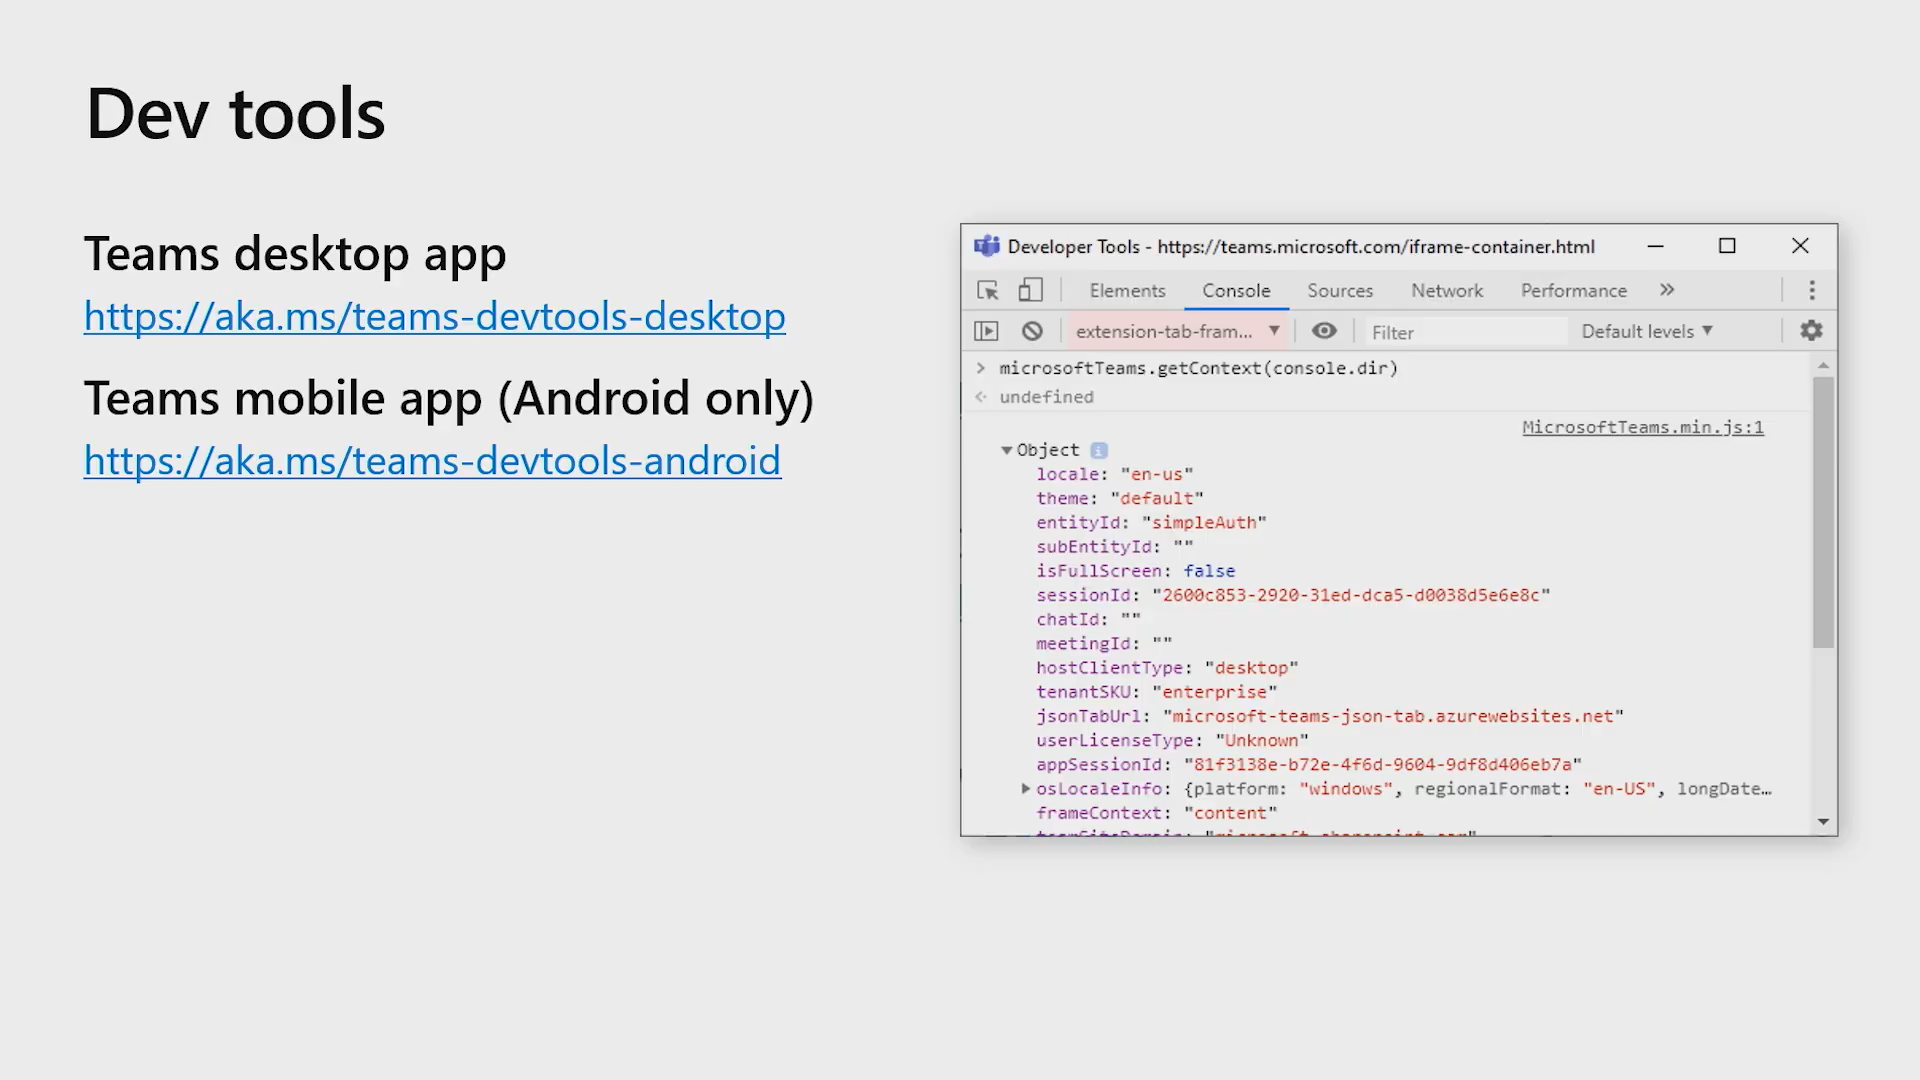 Dev tools
Teams desktop app
https://aka.ms/teams-devtools-desktop
Teams mobile app (Android only)
https://aka.ms/teams-devtools-android
Developer Tools - https://teams.microsoft.com/iframe-container.html
Elements Console Sources Network Performance
extension-tab-fram... Filter Default levels
microsoftTeams.getContext(console.dir)
undefined
MicrosoftTeams.min.js:1
Object
locale: "en-us"
theme: "default"
entityId: "simpleAuth"
subEntityId: ""
isFullScreen: false
sessionId: "2600c853-2920-31ed-dca5-d0038d5e6e8c"
chatId: ""
meetingId: ""
hostClientType: "desktop"
tenantSKU: "enterprise"
jsonTabUrl: "microsoft-teams-json-tab.azurewebsites.net"
userLicenseType: "Unknown"
appSessionId: "81f3138e-b72e-4f6d-9604-9df8d406eb7a"
osLocaleInfo: {platform: "windows", regionalFormat: "en-US", longDate…
frameContext: "content"